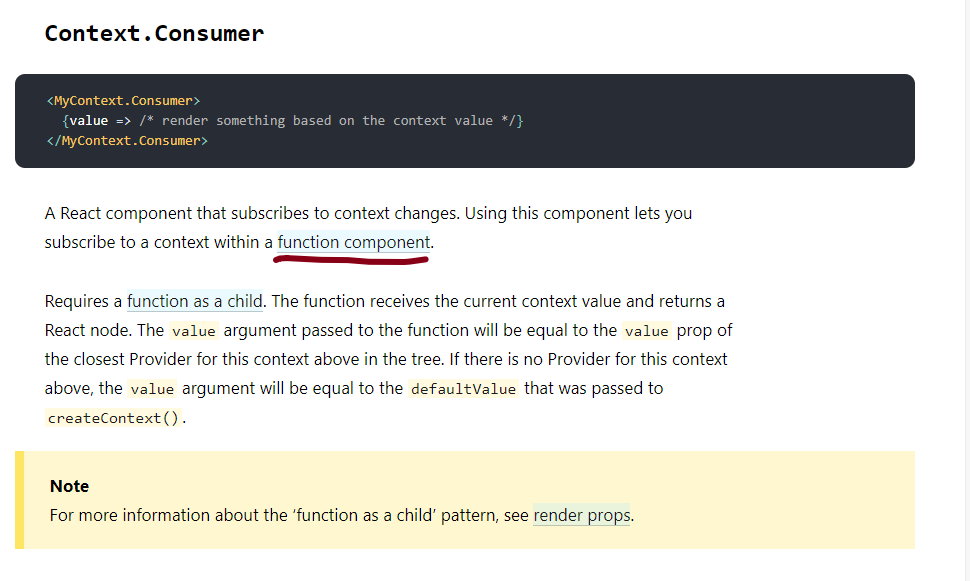 Context.Consumer
<MyContext.Consumer>
{value => /* render something based on the context value */}
</MyContext.Consumer>
A React component that subscribes to context changes. Using this component lets you
subscribe to a context within a function component.
Requires a function as a child. The function receives the current context value and returns a
React node. The value argument passed to the function will be equal to the value prop of
the closest Provider for this context above in the tree. If there is no Provider for this context
above, the value argument will be equal to the defaultValue that was passed to
createContext().
Note
For more information about the ‘function as a child’ pattern, see render props.